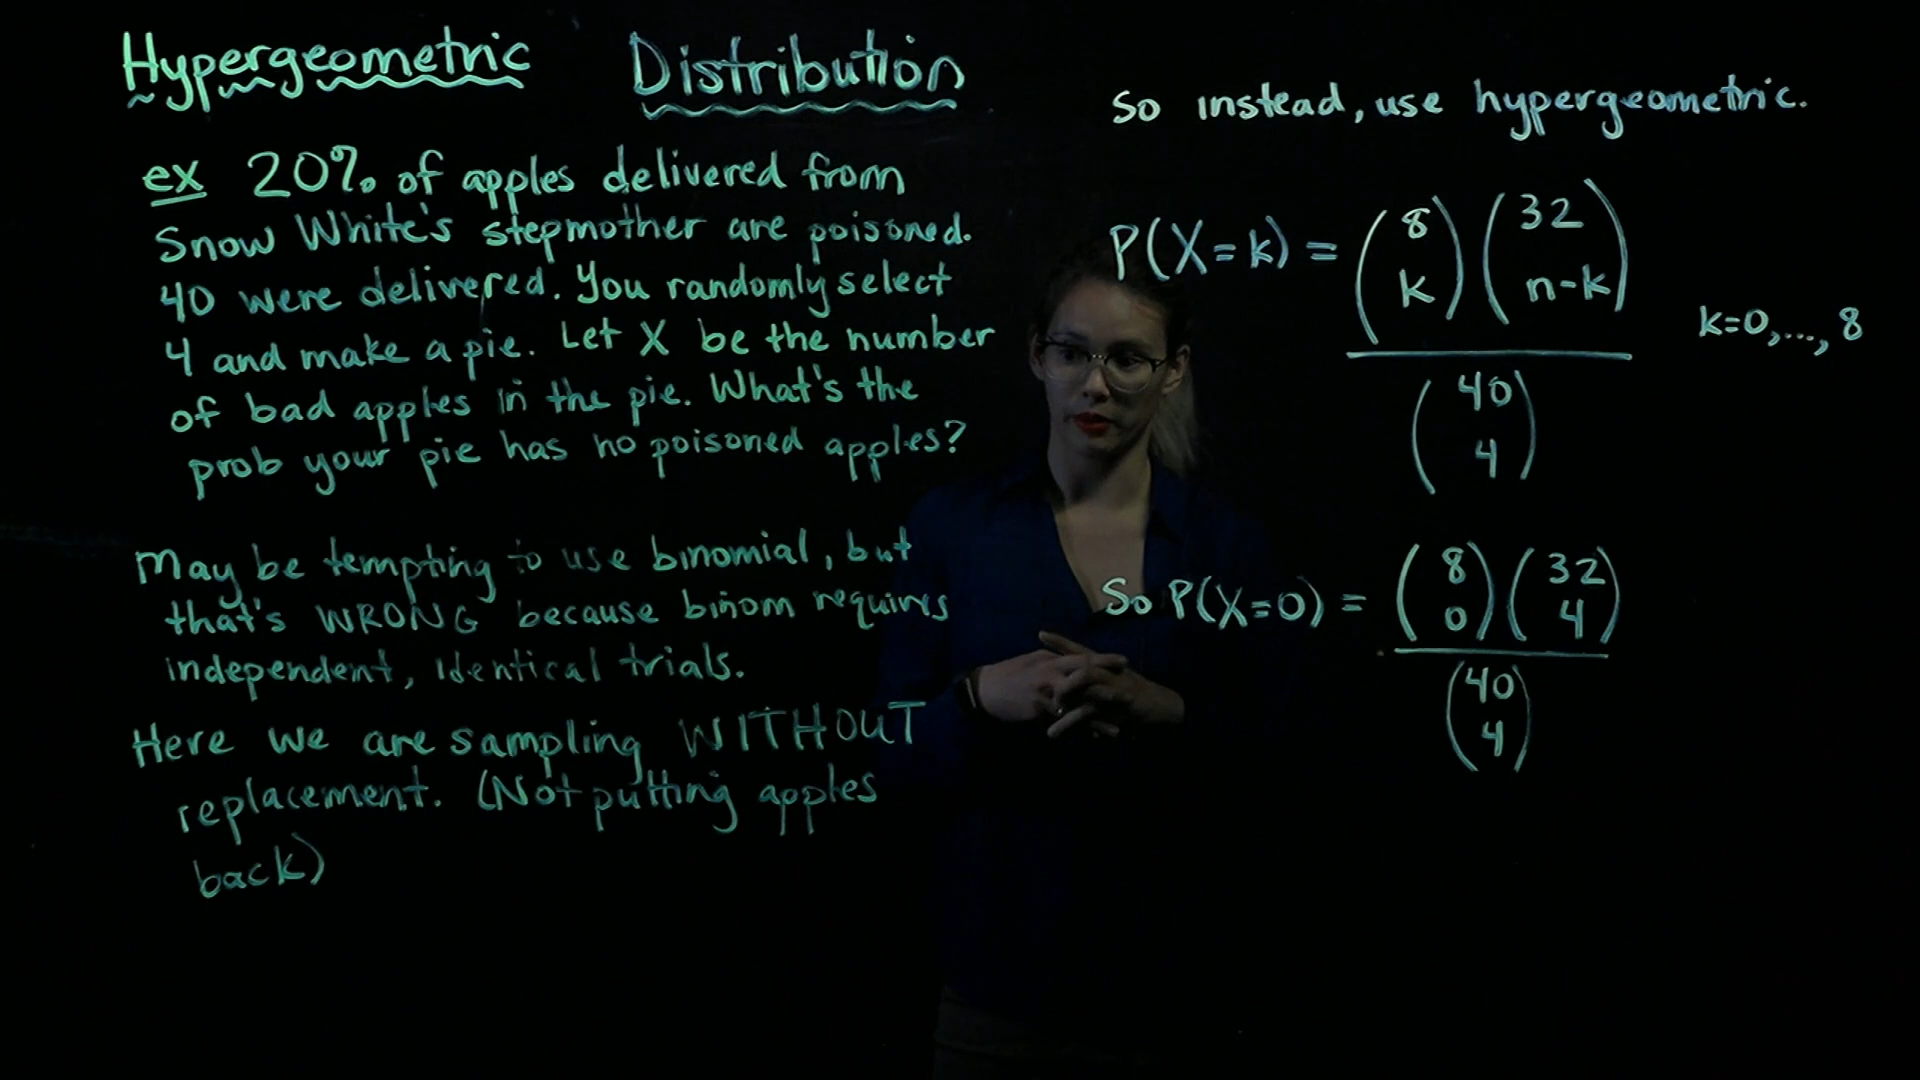 Hypergeometric Distribution
ex 20% of apples delivered from
Snow White's stepmother are poisoned.
40 were delivered. You randomly select
4 and make a pie. Let X be the number
of bad apples in the pie. What's the
prob your pie has no poisoned apples?
May be tempting to use binomial, but
that's WRONG because binom requires
independent, identical trials.
Here we are sampling WITHOUT
replacement. (Not putting apples
back)
So instead, use hypergeometric.
P(X=k) = (8 k)(32 n-k)
(40 4)
k=0,..., 8
So P(X=0) = (8 0)(32 4)
(40 4)